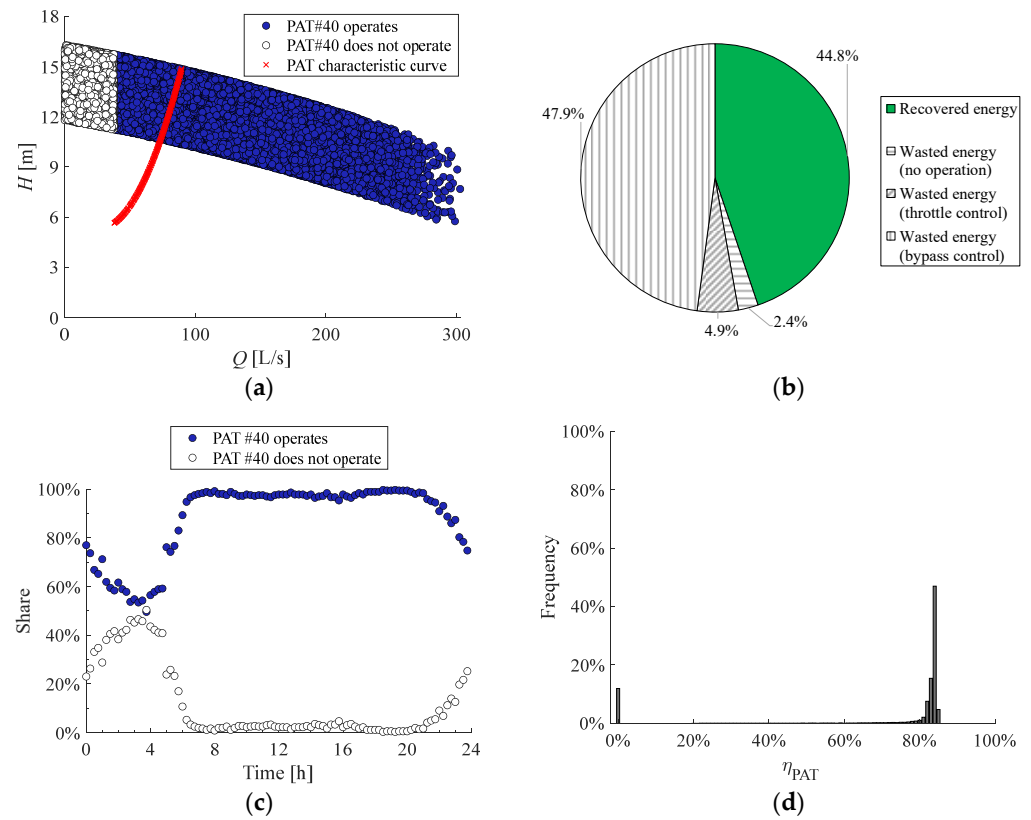 18
15
12
9
6
3
0
H [m]
PAT#40 operates
PAT#40 does not operate
PAT characteristic curve
0
100
200
300
Q [L/s]
(a)
44.8%
47.9%
4.9%
2.4%
Recovered energy
Wasted energy
(no operation)
Wasted energy
(throttle control)
Wasted energy
(bypass control)
(b)
PAT #40 operates
PAT #40 does not operate
100%
80%
60%
40%
20%
0%
Share
0
4
8
12
16
20
24
Time [h]
(c)
100%
80%
60%
40%
20%
0%
Frequency
0%
20%
40%
60%
80%
100%
ηPAT
(d)